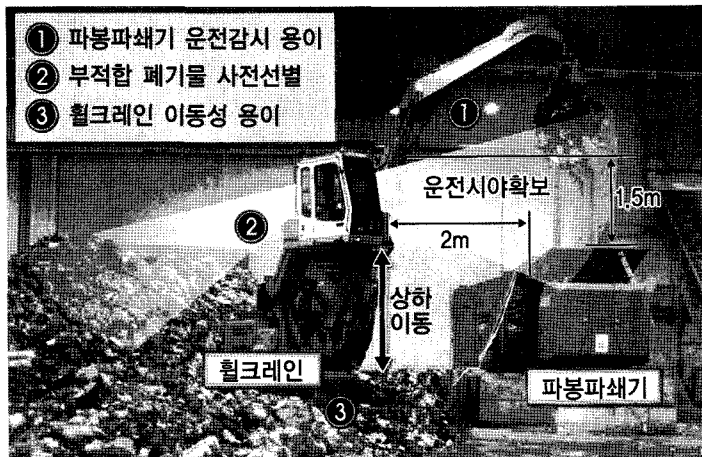 ① 파봉파쇄기 운전감시 용이
② 부적합 폐기물 사전선별
③ 휠크레인 이동성 용이
①
운전시야확보
1.5m
②
2m
상하
이동
휠크레인
파봉파쇄기
③